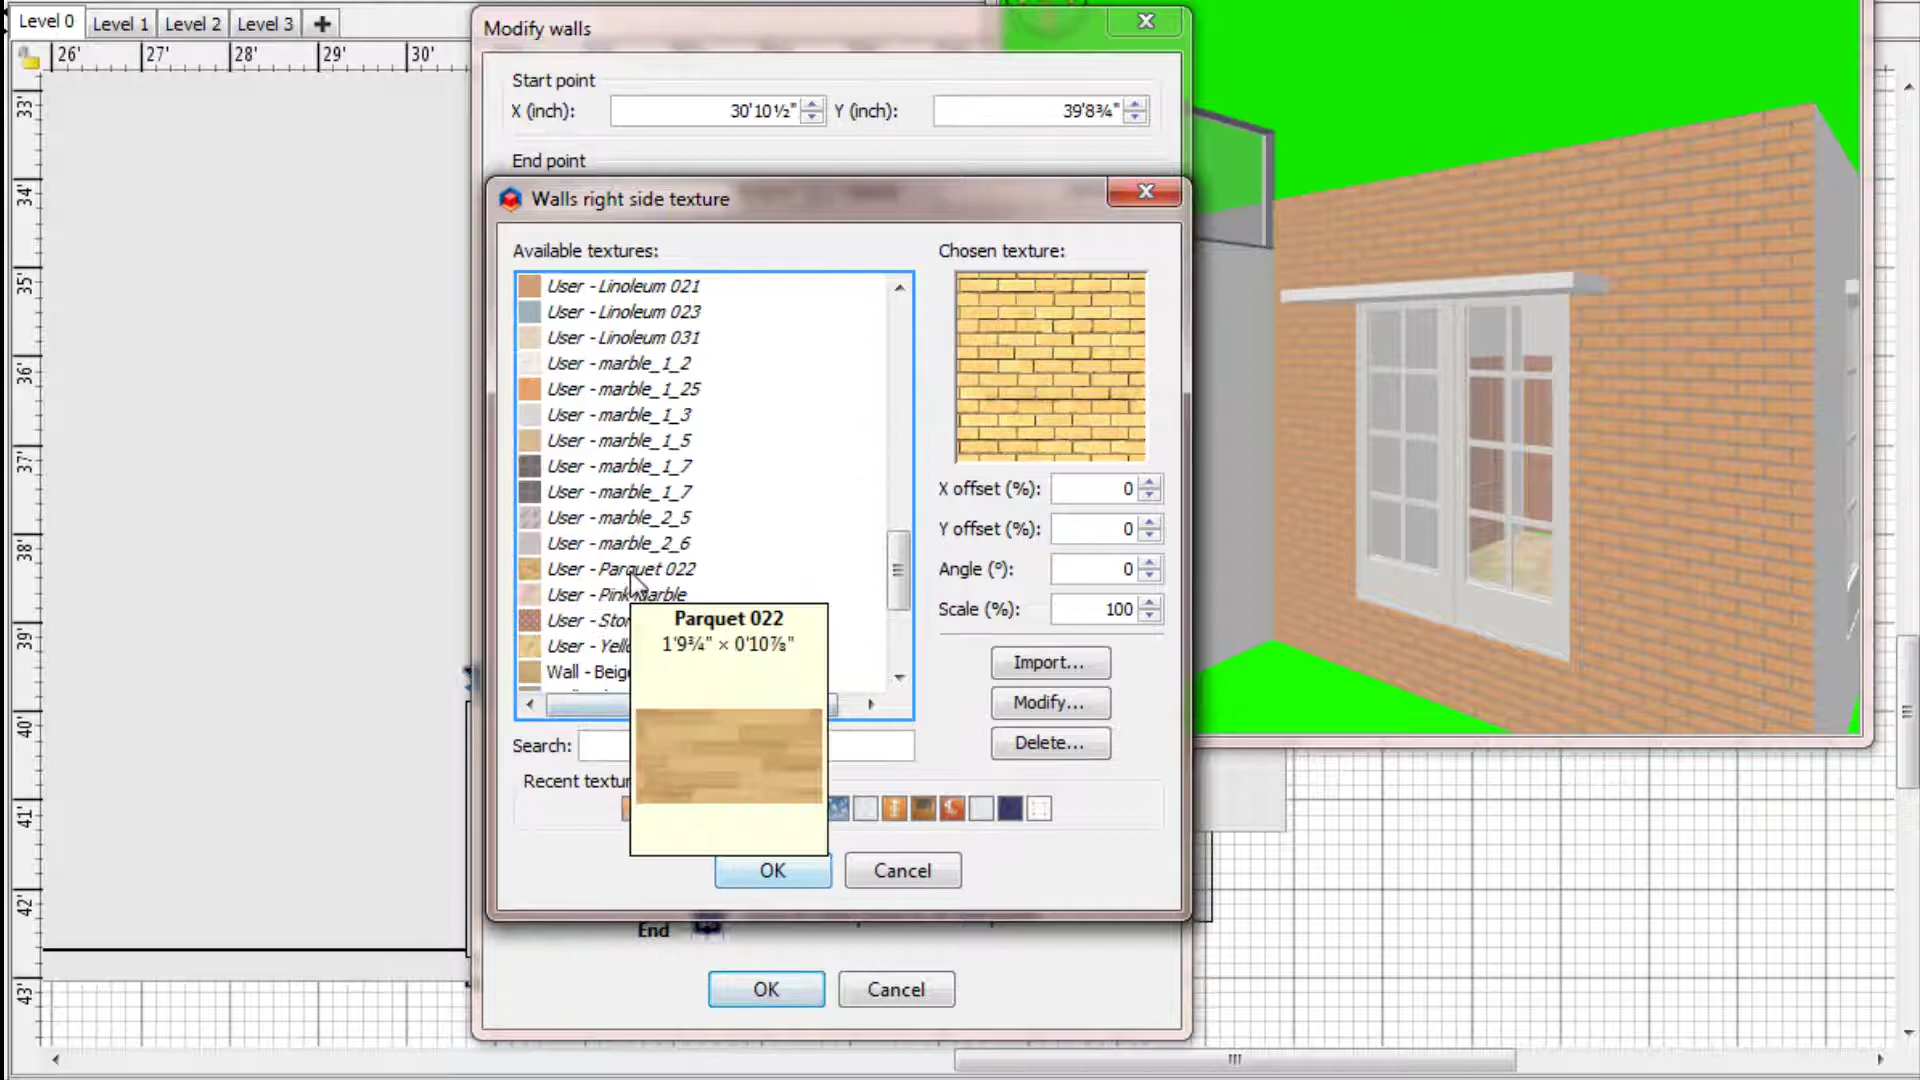 Level 0 Level 1 Level 2 Level 3
26' 27' 28' 29' 30'
33'
34'
35'
36'
37'
38'
39'
40'
41'
42'
43'
Modify walls
Start point
X (inch): 30'10½" Y (inch): 39'8¾"
End point
Walls right side texture
Available textures: Chosen texture:
User - Linoleum 021
User - Linoleum 023
User - Linoleum 031
User - marble_1_2
User - marble_1_25
User - marble_1_3
User - marble_1_5
User - marble_1_7
User - marble_1_7
User - marble_2_5
User - marble_2_6
User - Parquet 022
User - Pink Marble
User - Stor
User - Yell
Wall - Beig
Parquet 022
1'9¾" × 0'10⅞"
X offset (%): 0
Y offset (%): 0
Angle (°): 0
Scale (%): 100
Import...
Modify...
Delete...
Search:
Recent textur
OK Cancel
End
OK Cancel